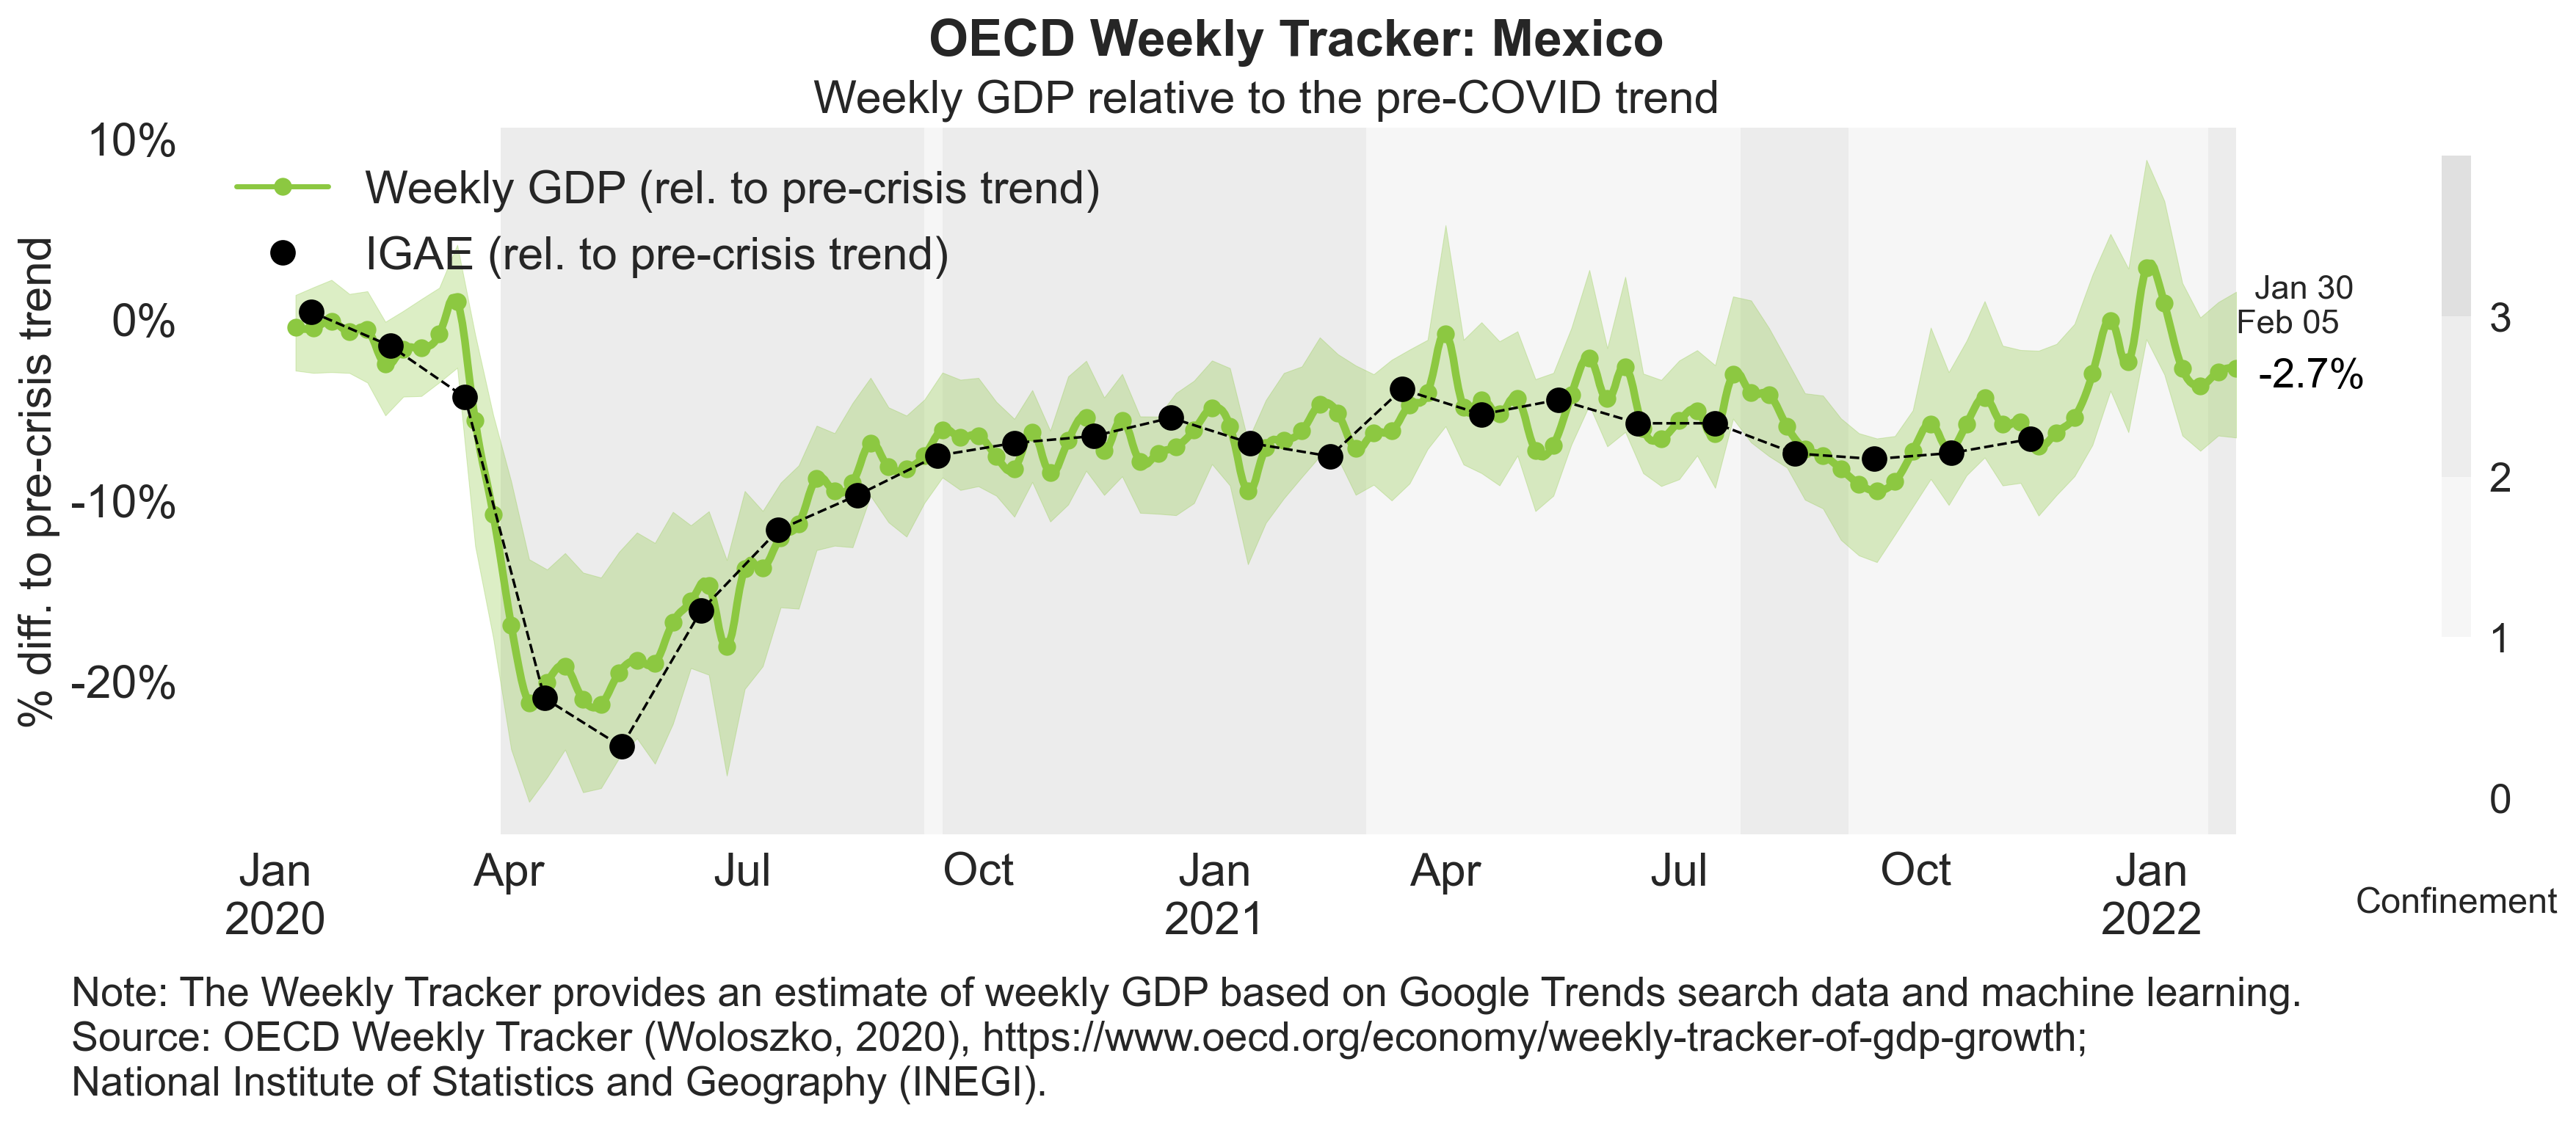 OECD Weekly Tracker: Mexico
Weekly GDP relative to the pre-COVID trend
10%
0%
-10%
-20%
% diff. to pre-crisis trend
Weekly GDP (rel. to pre-crisis trend)
IGAE (rel. to pre-crisis trend)
Jan 30
Feb 05
-2.7%
3
2
1
0
Confinement
Jan Apr Jul Oct Jan Apr Jul Oct Jan
2020 2021 2022
Note: The Weekly Tracker provides an estimate of weekly GDP based on Google Trends search data and machine learning.
Source: OECD Weekly Tracker (Woloszko, 2020), https://www.oecd.org/economy/weekly-tracker-of-gdp-growth;
National Institute of Statistics and Geography (INEGI).